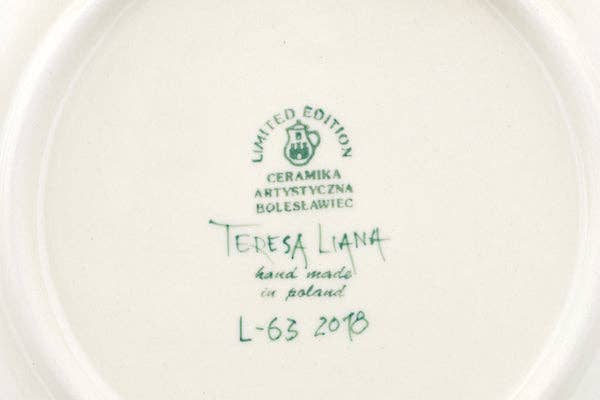 LIMITED EDITION
CERAMIKA
ARTYSTYCZNA
BOLESŁAWIEC
TERESA LIANA
hand made
in poland
L-63 2018